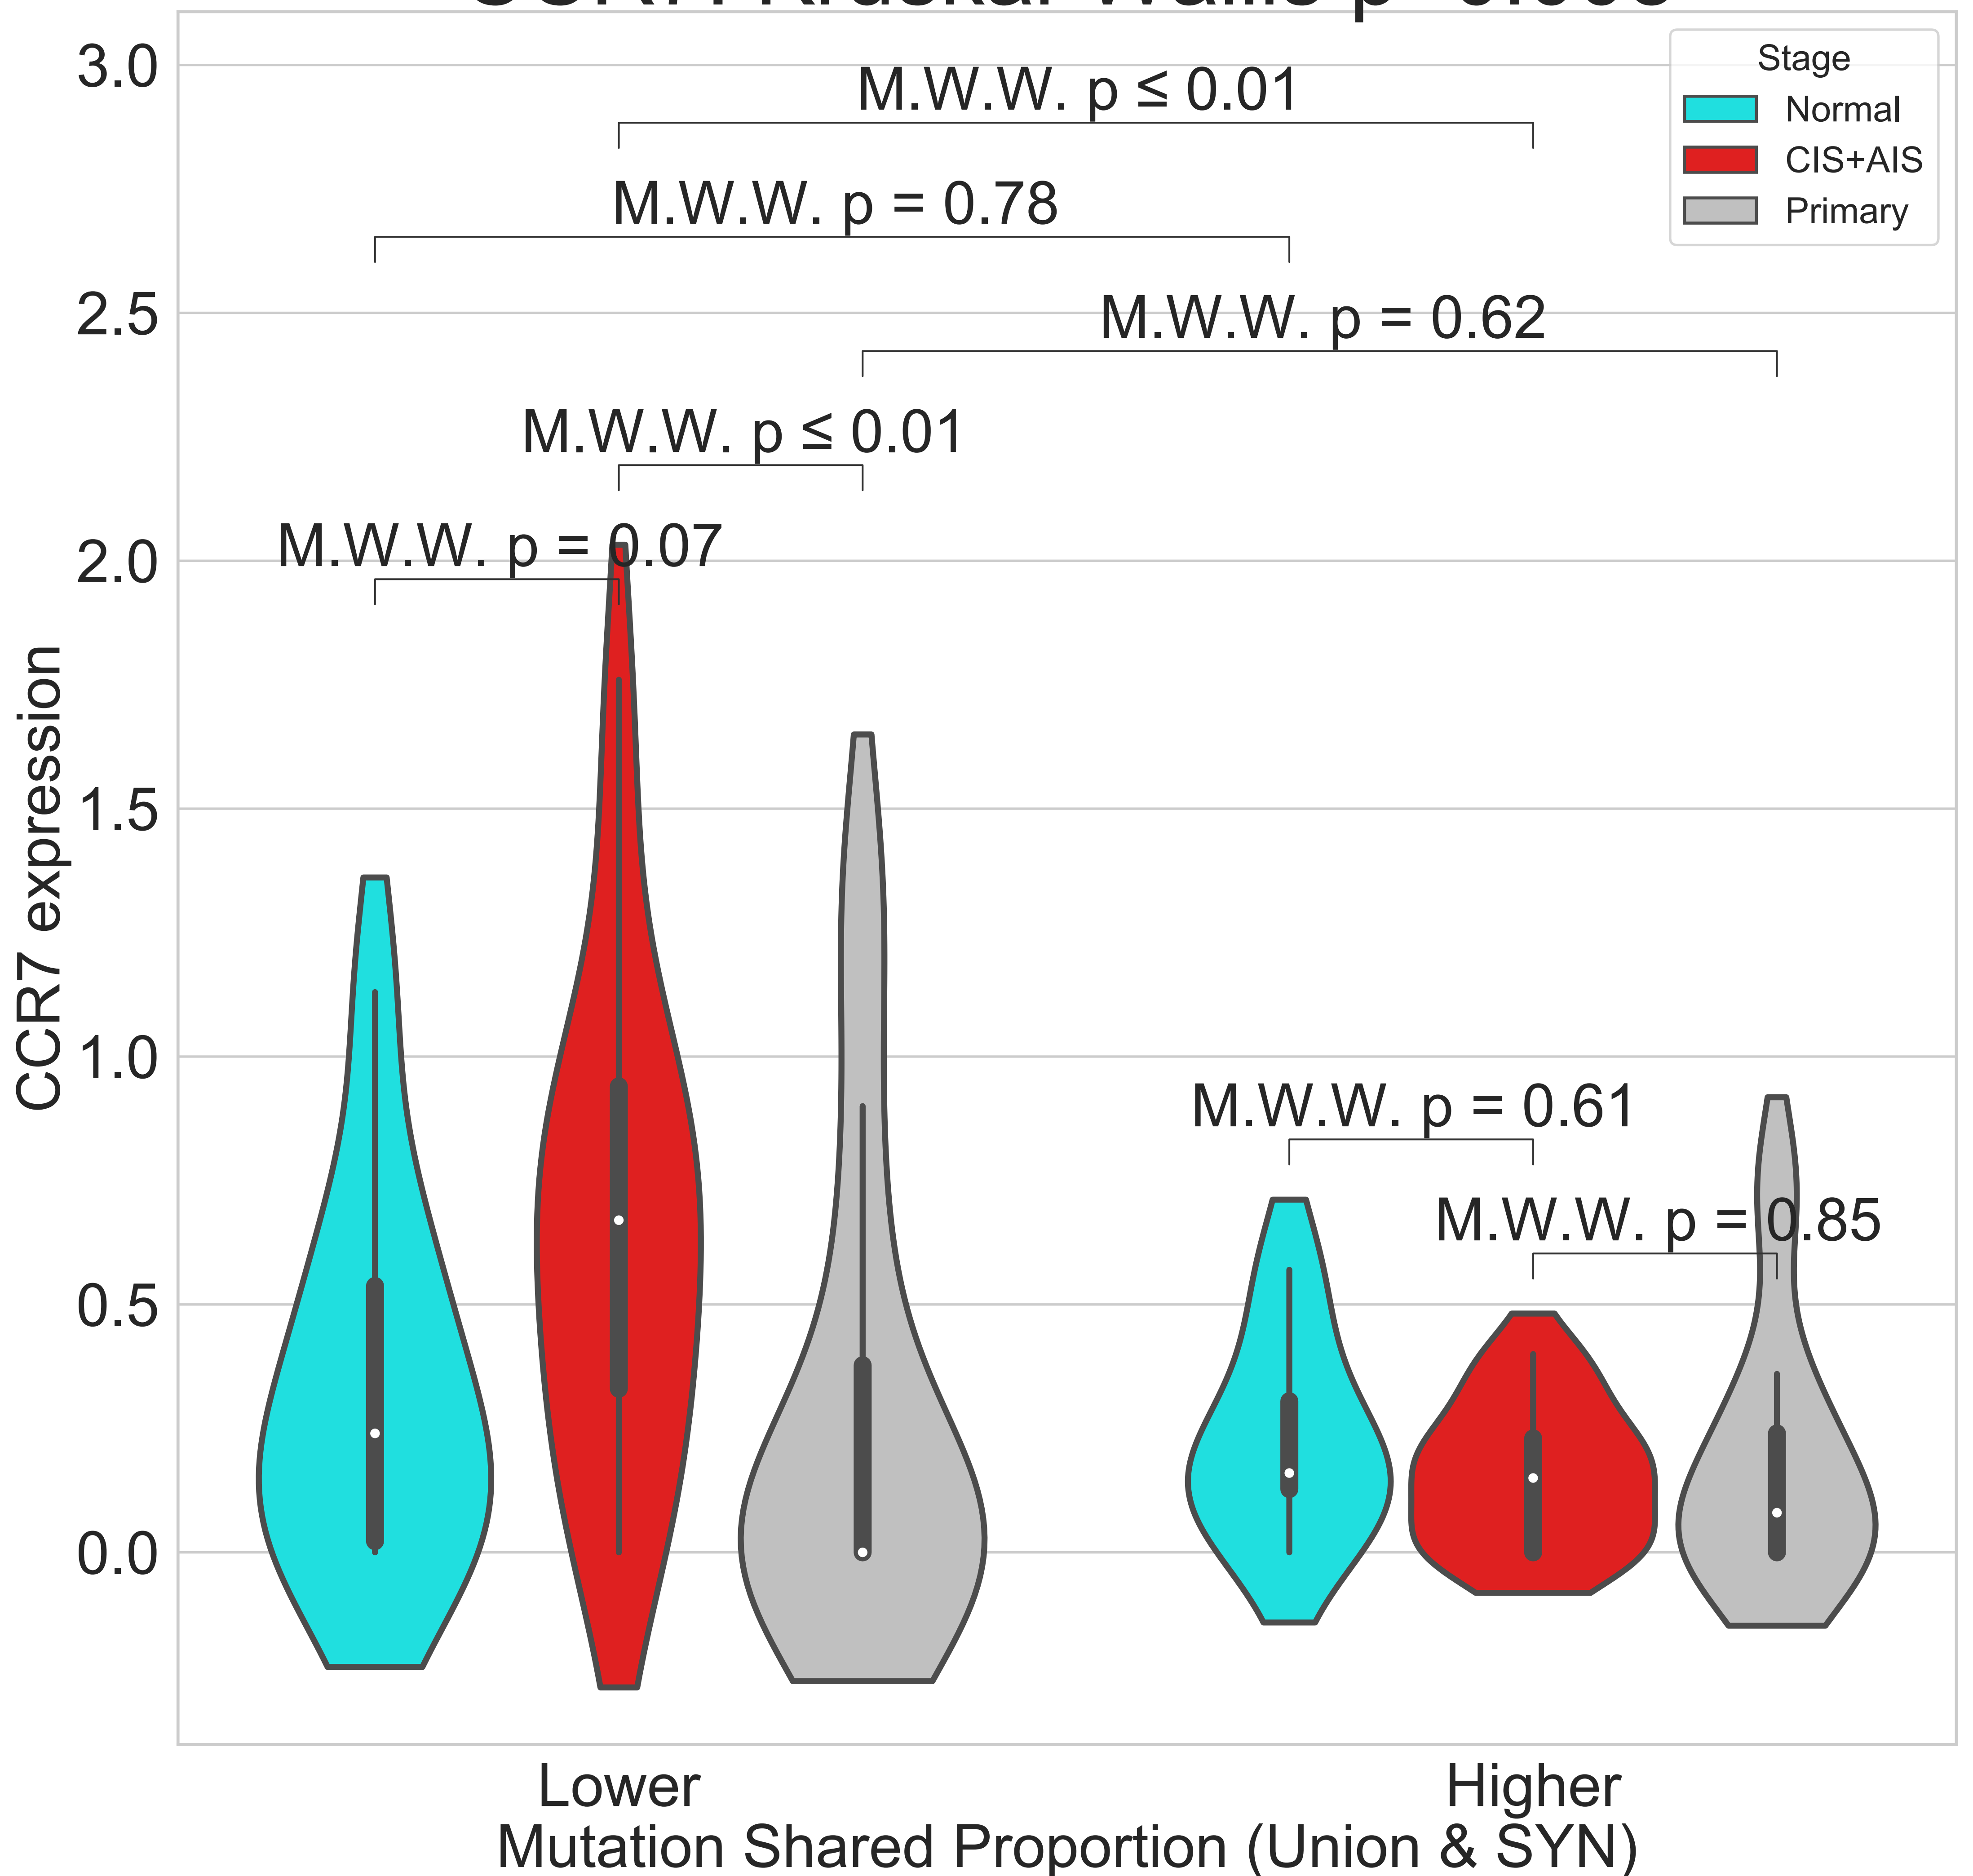 3.0
2.5
2.0
1.5
1.0
0.5
0.0
CCR7 expression
M.W.W. p ≤ 0.01
M.W.W. p = 0.78
M.W.W. p = 0.62
M.W.W. p ≤ 0.01
M.W.W. p = 0.07
M.W.W. p = 0.61
M.W.W. p = 0.85
Stage
Normal
CIS+AIS
Primary
Lower
Higher
Mutation Shared Proportion (Union & SYN)